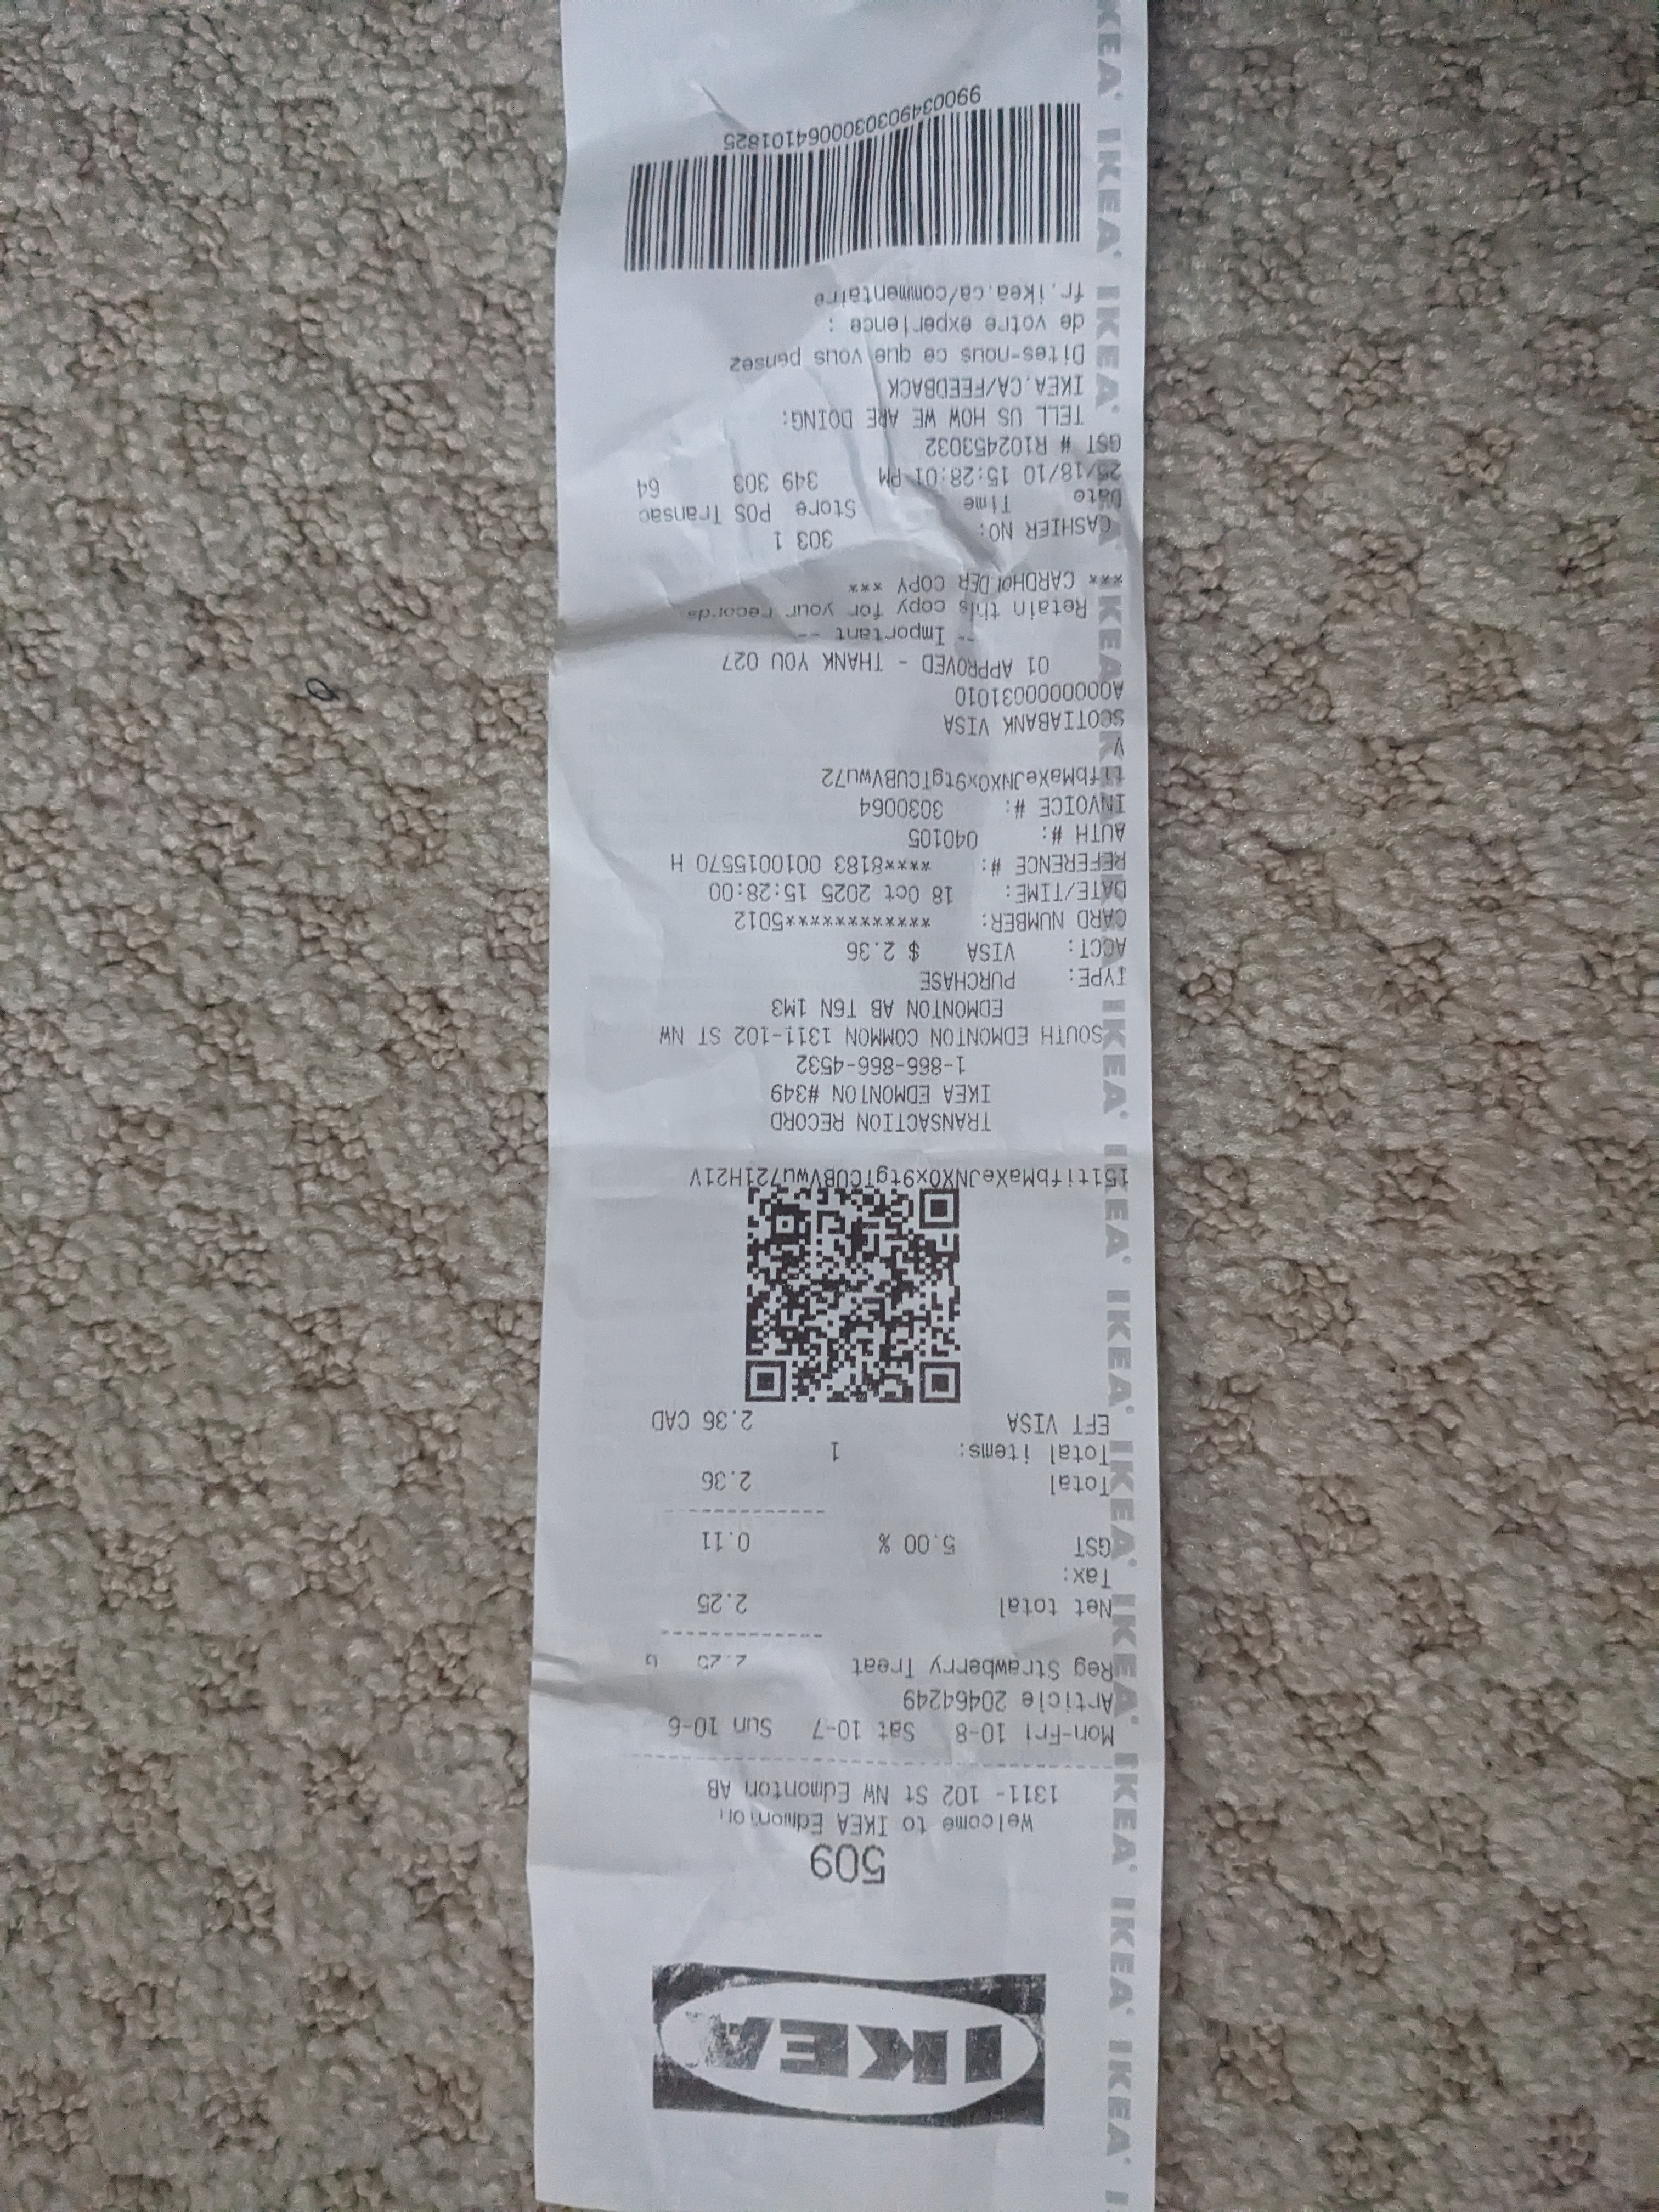 IKEA
509
Welcome to IKEA Edmonton
1311- 102 St NW Edmonton AB
Mon-Fri 10-8 Sat 10-7 Sun 10-6
Article 20464249
Reg Strawberry Treat 2.25 G
Net total 2.25
Tax:
GST 5.00 % 0.11
Total 2.36
Total items: 1
EFT VISA 2.36 CAD
151tifbMaXeJNX0x9tgTCUBVwu721H21V
TRANSACTION RECORD
IKEA EDMONTON #349
1-866-866-4532
SOUTH EDMONTON COMMON 1311-102 ST NW
EDMONTON AB T6N 1M3
TYPE: PURCHASE
ACCT: VISA $ 2.36
CARD NUMBER: ************5012
DATE/TIME: 18 Oct 2025 15:28:00
REFERENCE #: ****8183 0010015570 H
AUTH #: 040105
INVOICE #: 3030064
tifbMaXeJNX0x9tgTCUBVwu72
V
SCOTIABANK VISA
A0000000031010
01 APPROVED - THANK YOU 027
-- Important --
Retain this copy for your records
*** CARDHOLDER COPY ***
CASHIER NO: 303 1
Date Time Store POS Transac
25/18/10 15:28:01 PM 349 303 64
GST # R102453032
TELL US HOW WE ARE DOING:
IKEA.CA/FEEDBACK
Dites-nous ce que vous pensez
de votre experience :
fr.ikea.ca/commentaire
990034903030006410​1825
IKEA IKEA IKEA IKEA IKEA IKEA IKEA IKEA IKEA IKEA IKEA IKEA IKEA IKEA